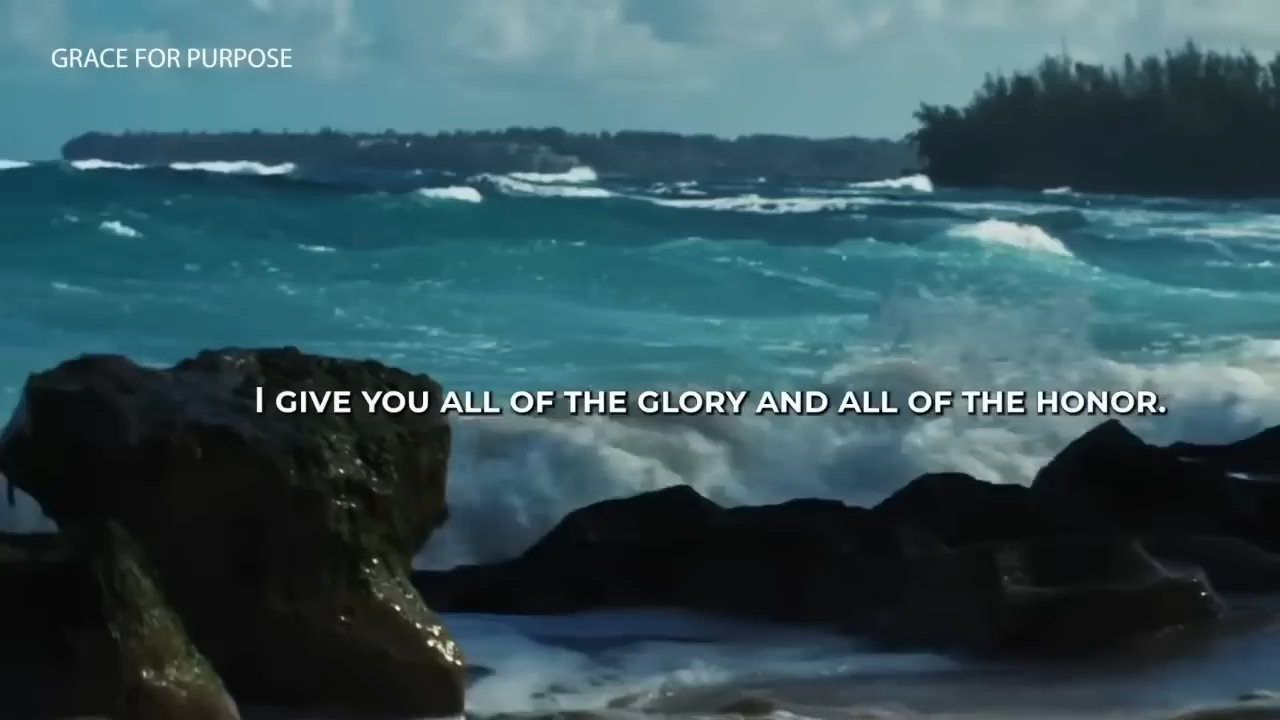 GRACE FOR PURPOSE
I GIVE YOU ALL OF THE GLORY AND ALL OF THE HONOR.